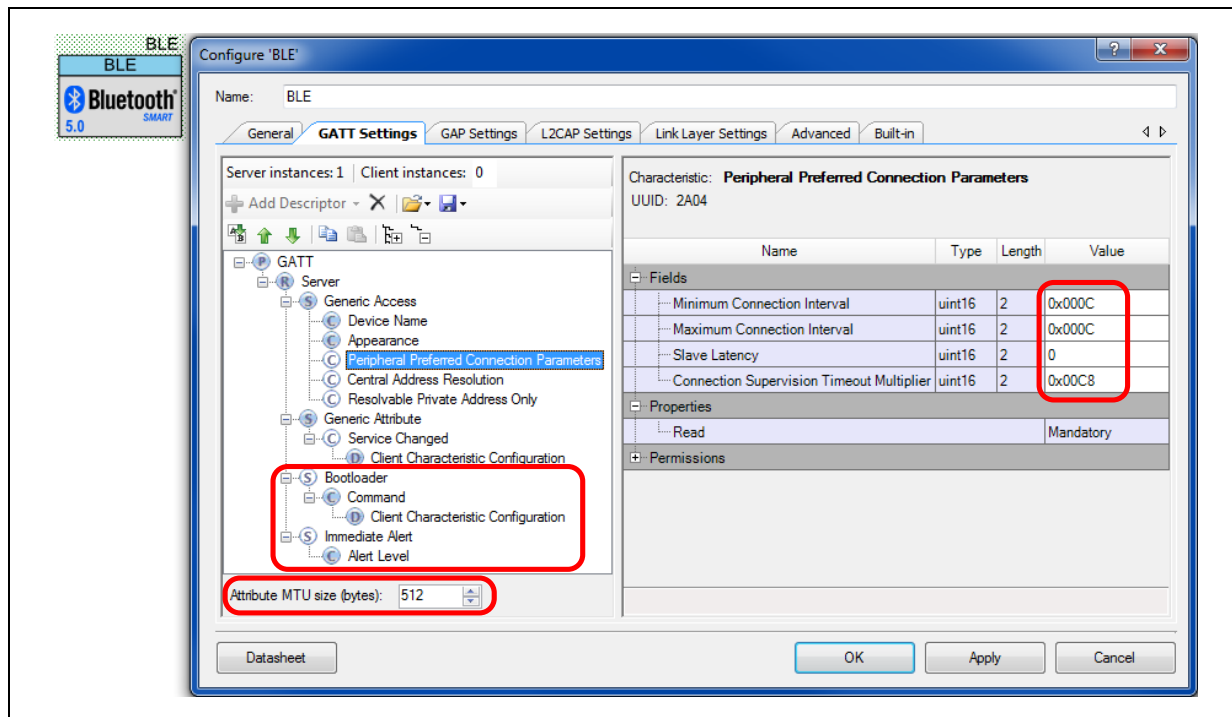 BLE
BLE
Bluetooth®
SMART
5.0
Configure 'BLE'
?
X
Name: BLE
General GATT Settings GAP Settings L2CAP Settings Link Layer Settings Advanced Built-in
Server instances: 1 Client instances: 0
Add Descriptor
P GATT
R Server
S Generic Access
C Device Name
C Appearance
C Peripheral Preferred Connection Parameters
C Central Address Resolution
C Resolvable Private Address Only
S Generic Attribute
C Service Changed
D Client Characteristic Configuration
S Bootloader
C Command
D Client Characteristic Configuration
S Immediate Alert
C Alert Level
Attribute MTU size (bytes): 512
Characteristic: Peripheral Preferred Connection Parameters
UUID: 2A04
Name Type Length Value
Fields
Minimum Connection Interval uint16 2 0x000C
Maximum Connection Interval uint16 2 0x000C
Slave Latency uint16 2 0
Connection Supervision Timeout Multiplier uint16 2 0x00C8
Properties
Read Mandatory
Permissions
Datasheet OK Apply Cancel